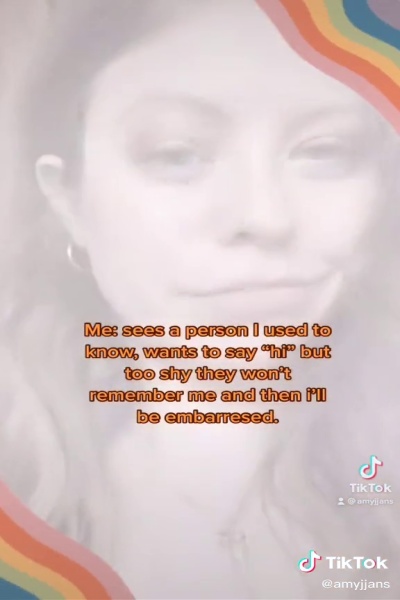 Me: sees a person I used to
know, wants to say “hi” but
too shy they won't
remember me and then i'll
be embarresed.
TikTok
@amyjjans
TikTok
@amyjjans